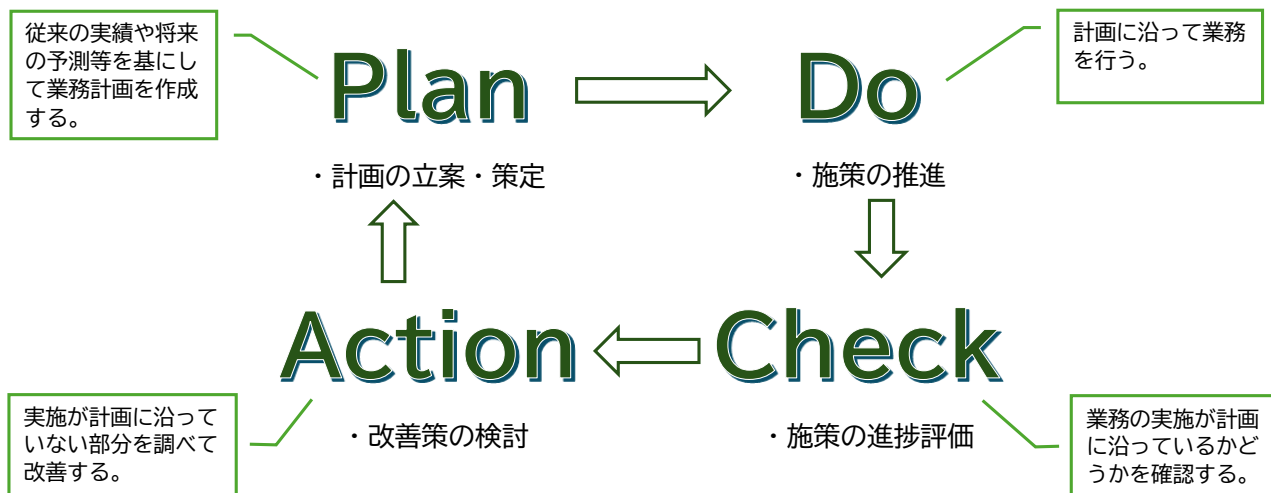 従来の実績や将来
の予測等を基にし
て業務計画を作成
する。
Plan
・計画の立案・策定
Do
・施策の推進
計画に沿って業務
を行う。
Action
・改善策の検討
実施が計画に沿って
いない部分を調べて
改善する。
Check
・施策の進捗評価
業務の実施が計画
に沿っているかど
うかを確認する。